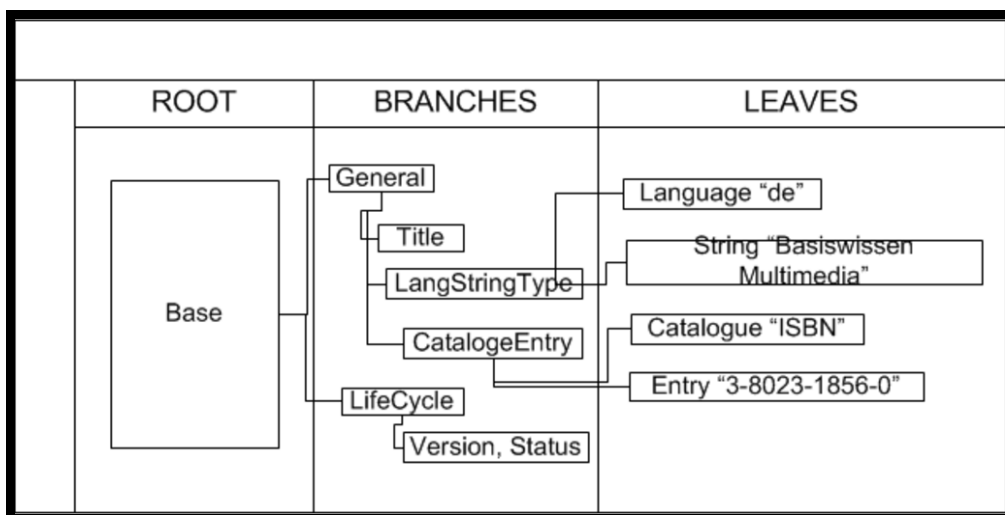 ROOT
BRANCHES
LEAVES
Base
General
Title
LangStringType
CatalogeEntry
LifeCycle
Version, Status
Language “de”
String “Basiswissen
Multimedia”
Catalogue “ISBN”
Entry “3-8023-1856-0”